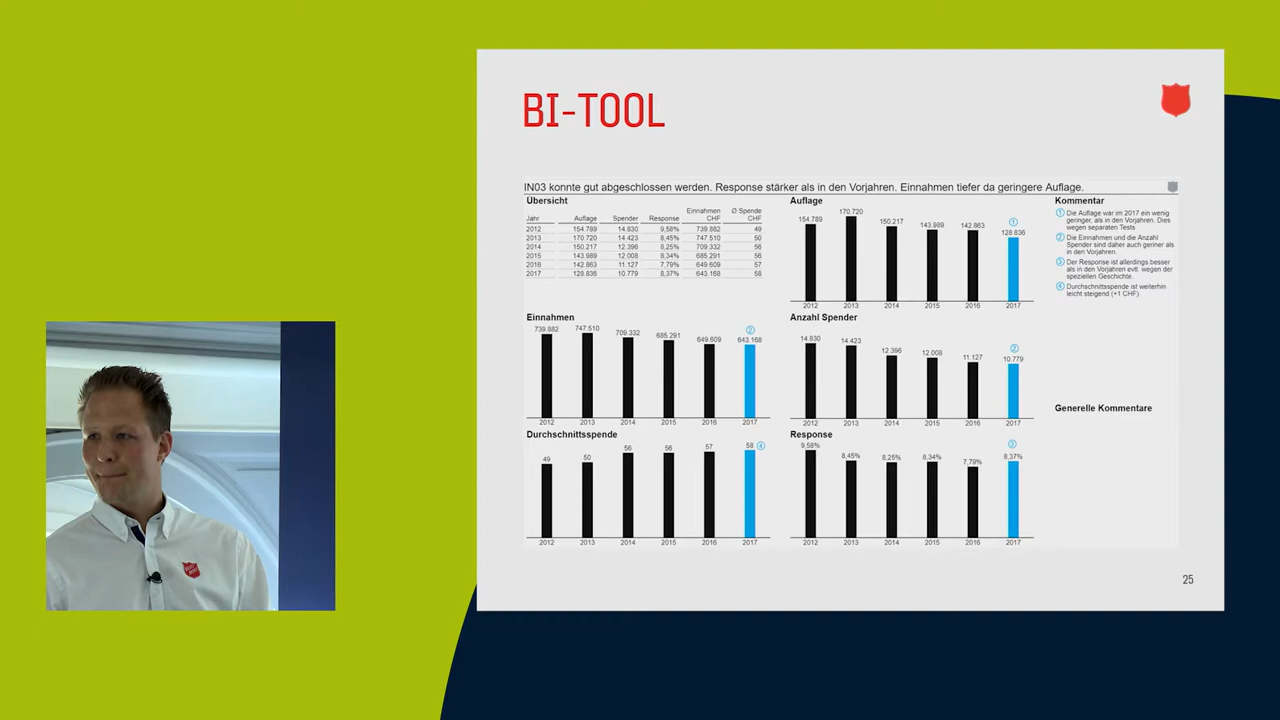 BI-TOOL
IN03 konnte gut abgeschlossen werden. Response stärker als in den Vorjahren. Einnahmen tiefer da geringere Auflage.
Übersicht
Jahr Auflage Spender Response Einnahmen CHF Ø Spende CHF
2012 154.789 14.830 9,58% 739.882 49
2013 170.720 14.423 8,45% 747.510 50
2014 150.217 12.396 8,25% 709.332 56
2015 143.989 12.008 8,34% 685.291 56
2016 142.863 11.127 7,79% 649.609 57
2017 128.836 10.779 8,37% 643.168 58
Auflage
154 789 170.720 150.217 143.989 142.863 128 836
①
2012 2013 2014 2015 2016 2017
Kommentar
① Die Auflage war im 2017 ein wenig
geringer, als in den Vorjahren. Dies
wegen separaten Tests.
② Die Einnahmen und die Anzahl
Spender sind daher auch geriner als
in den Vorjahren.
③ Der Response ist allerdings besser
als in den Vorjahren evtl. wegen der
speziellen Geschichte.
④ Durchschnittsspende ist weiterhin
leicht steigend (+1 CHF).
Einnahmen
739.882 747.510 709.332 685.291 649.609 643.168
②
2012 2013 2014 2015 2016 2017
Anzahl Spender
14.830 14.423 12.396 12.008 11.127 10.779
②
2012 2013 2014 2015 2016 2017
Generelle Kommentare
Durchschnittsspende
49 50 56 56 57 58 ④
2012 2013 2014 2015 2016 2017
Response
9,58% 8,45% 8,25% 8,34% 7,79% 8,37%
③
2012 2013 2014 2015 2016 2017
25